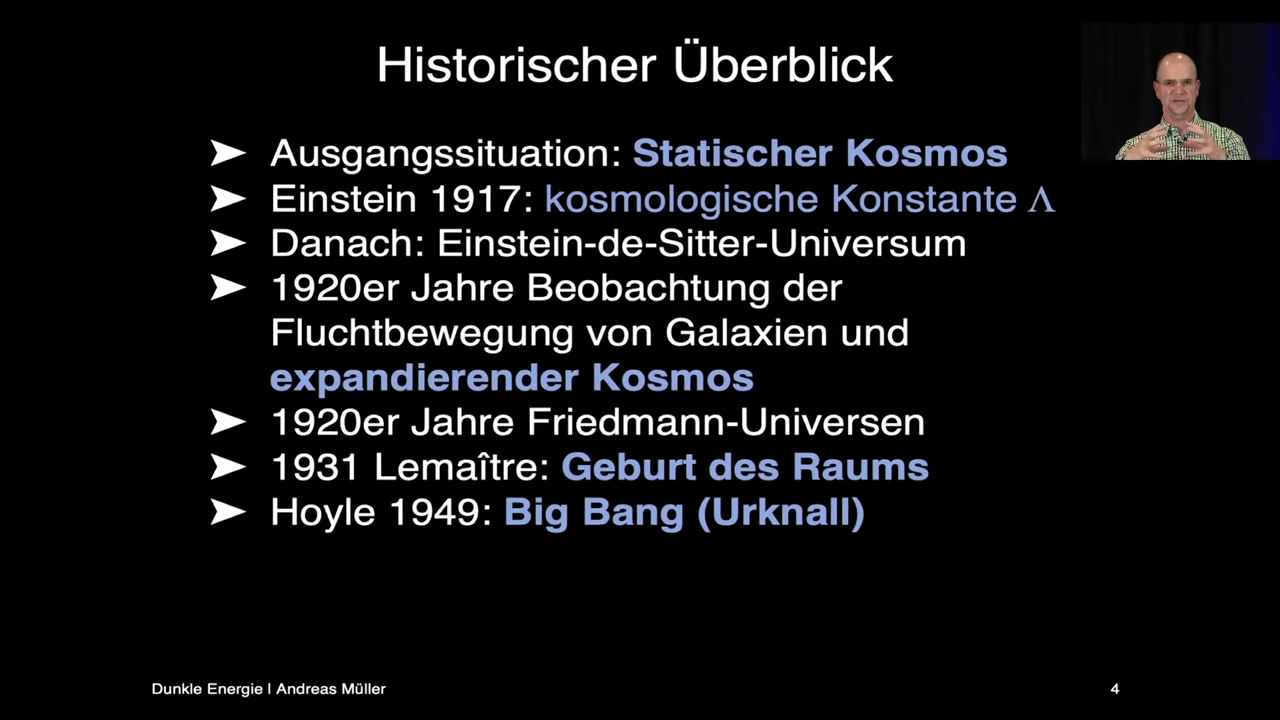 Historischer Überblick
➤ Ausgangssituation: Statischer Kosmos
➤ Einstein 1917: kosmologische Konstante Λ
➤ Danach: Einstein-de-Sitter-Universum
➤ 1920er Jahre Beobachtung der
Fluchtbewegung von Galaxien und
expandierender Kosmos
➤ 1920er Jahre Friedmann-Universen
➤ 1931 Lemaître: Geburt des Raums
➤ Hoyle 1949: Big Bang (Urknall)
Dunkle Energie | Andreas Müller
4